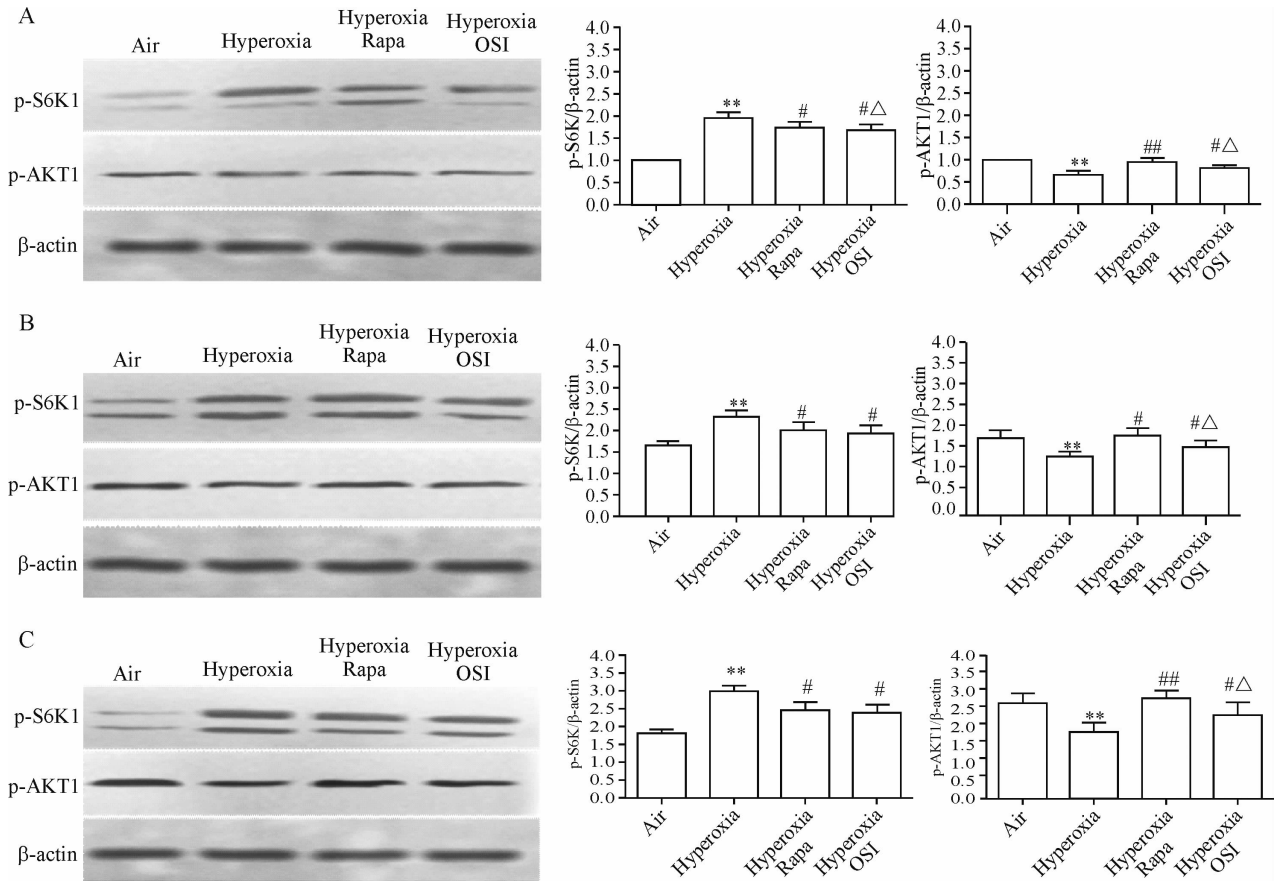 A
Air
Hyperoxia
Hyperoxia
Rapa
Hyperoxia
OSI
p-S6K1
p-AKT1
β-actin
p-S6K/β-actin
4.0
3.5
3.0
2.5
2.0
1.5
1.0
0.5
0.0
**
#
#△
Air
Hyperoxia
Hyperoxia
Rapa
Hyperoxia
OSI
p-AKT1/β-actin
4.0
3.5
3.0
2.5
2.0
1.5
1.0
0.5
0.0
**
##
#△
Air
Hyperoxia
Hyperoxia
Rapa
Hyperoxia
OSI
B
Air
Hyperoxia
Hyperoxia
Rapa
Hyperoxia
OSI
p-S6K1
p-AKT1
β-actin
p-S6K/β-actin
4.0
3.5
3.0
2.5
2.0
1.5
1.0
0.5
0.0
**
#
#
Air
Hyperoxia
Hyperoxia
Rapa
Hyperoxia
OSI
p-AKT1/β-actin
4.0
3.5
3.0
2.5
2.0
1.5
1.0
0.5
0.0
**
#
#△
Air
Hyperoxia
Hyperoxia
Rapa
Hyperoxia
OSI
C
Air
Hyperoxia
Hyperoxia
Rapa
Hyperoxia
OSI
p-S6K1
p-AKT1
β-actin
p-S6K/β-actin
4.0
3.5
3.0
2.5
2.0
1.5
1.0
0.5
0.0
**
#
#
Air
Hyperoxia
Hyperoxia
Rapa
Hyperoxia
OSI
p-AKT1/β-actin
4.0
3.5
3.0
2.5
2.0
1.5
1.0
0.5
0.0
**
##
#△
Air
Hyperoxia
Hyperoxia
Rapa
Hyperoxia
OSI